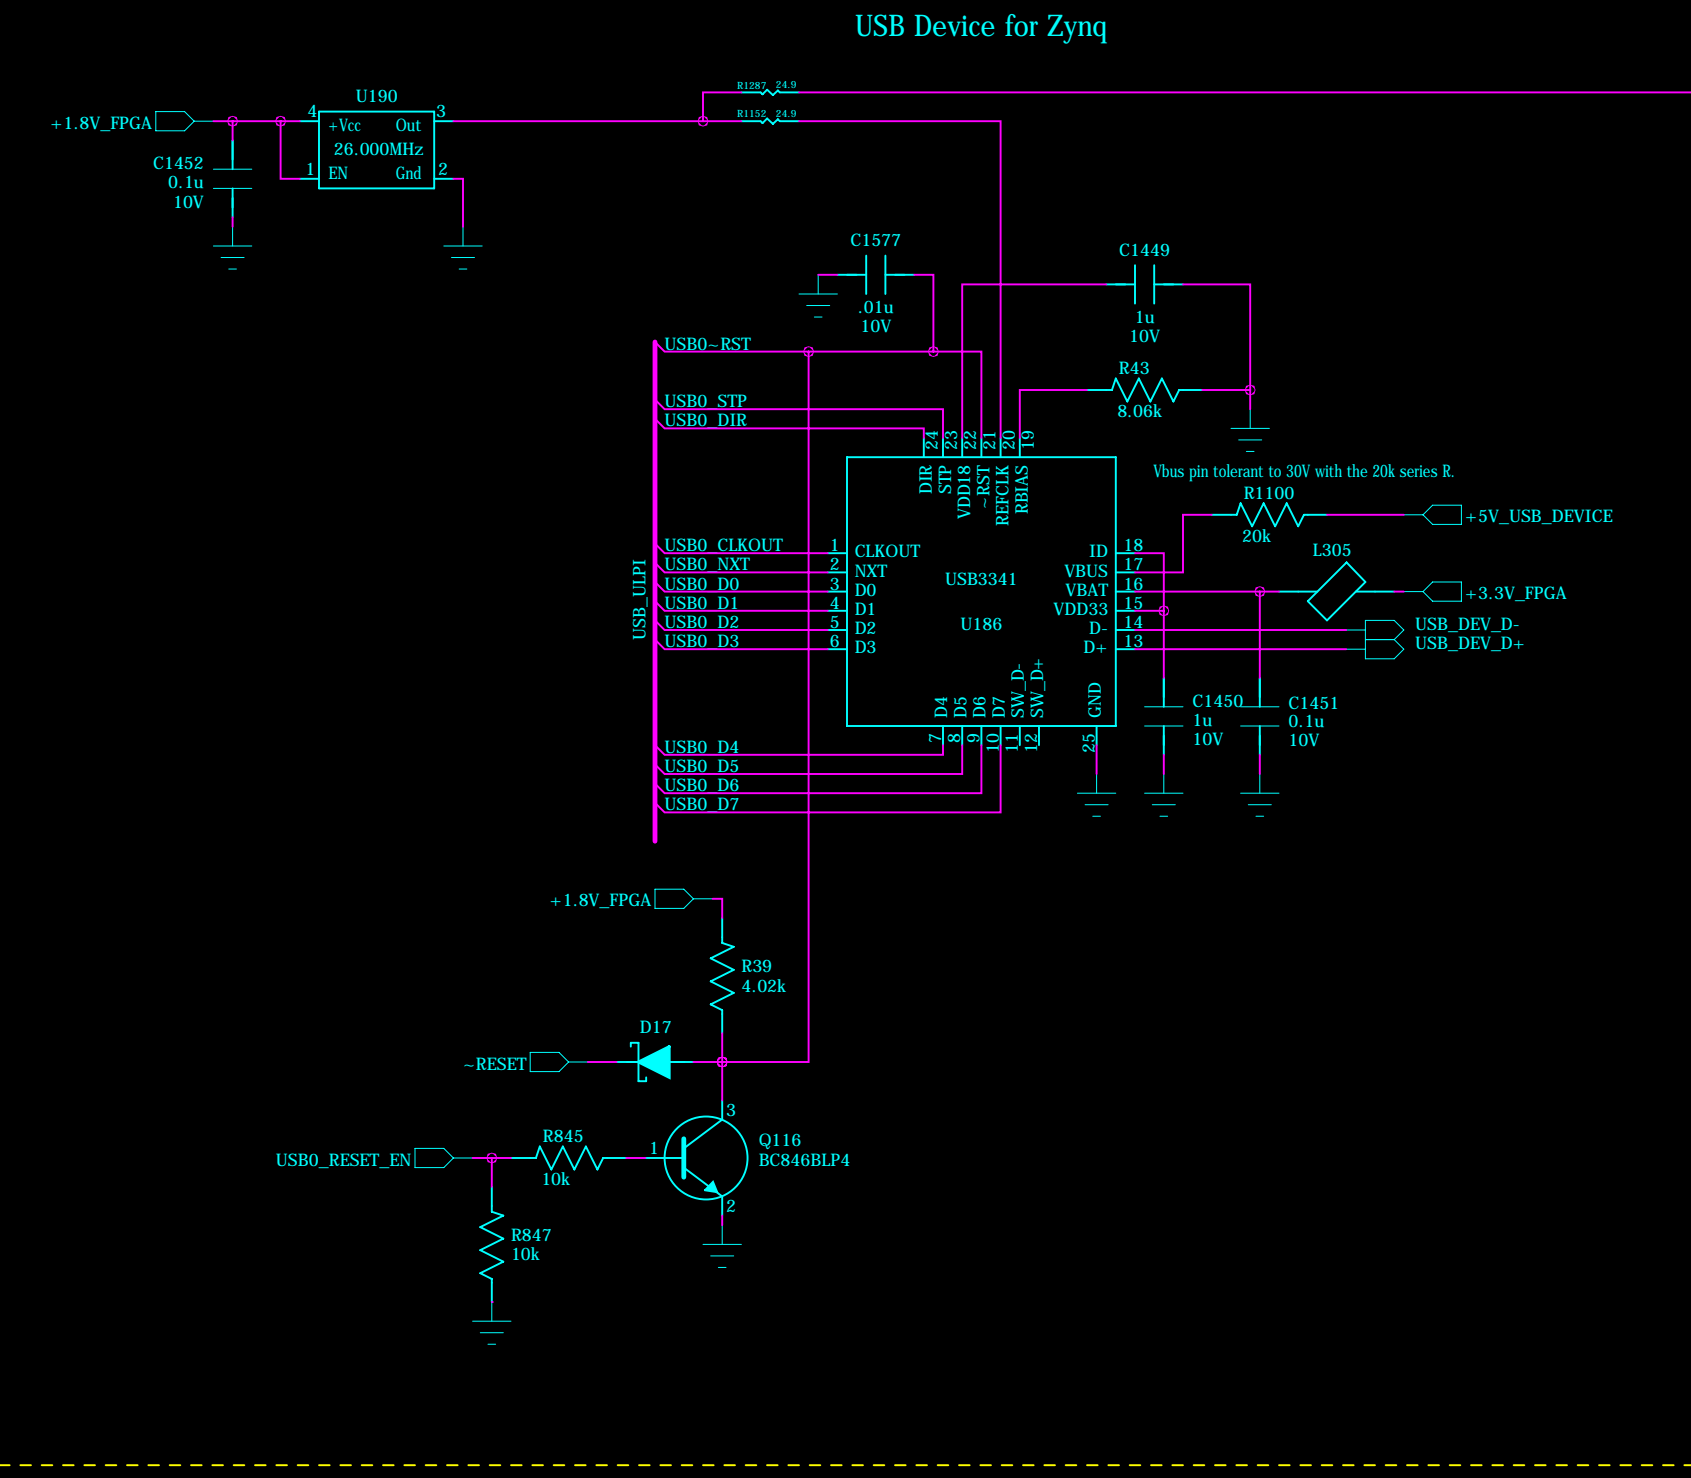 USB Device for Zynq
R1287 24.9
R1152 24.9
U190
+1.8V_FPGA
4
3
+Vcc Out
26.000MHz
1
2
EN Gnd
C1452
0.1u
10V
C1577
.01u
10V
C1449
1u
10V
R43
8.06k
USB0~RST
USB0_STP
USB0_DIR
24
23
22
21
20
19
DIR
STP
VDD18
~RST
REFCLK
RBIAS
Vbus pin tolerant to 30V with the 20k series R.
R1100
20k
+5V_USB_DEVICE
L305
+3.3V_FPGA
USB_ULPI
USB0_CLKOUT
USB0_NXT
USB0_D0
USB0_D1
USB0_D2
USB0_D3
1
2
3
4
5
6
CLKOUT
NXT
D0
D1
D2
D3
USB3341
U186
ID
VBUS
VBAT
VDD33
D-
D+
18
17
16
15
14
13
USB_DEV_D-
USB_DEV_D+
D4
D5
D6
D7
SW_D-
SW_D+
GND
7
8
9
10
11
12
25
C1450
1u
10V
C1451
0.1u
10V
USB0_D4
USB0_D5
USB0_D6
USB0_D7
+1.8V_FPGA
R39
4.02k
D17
~RESET
3
Q116
BC846BLP4
1
2
USB0_RESET_EN
R845
10k
R847
10k